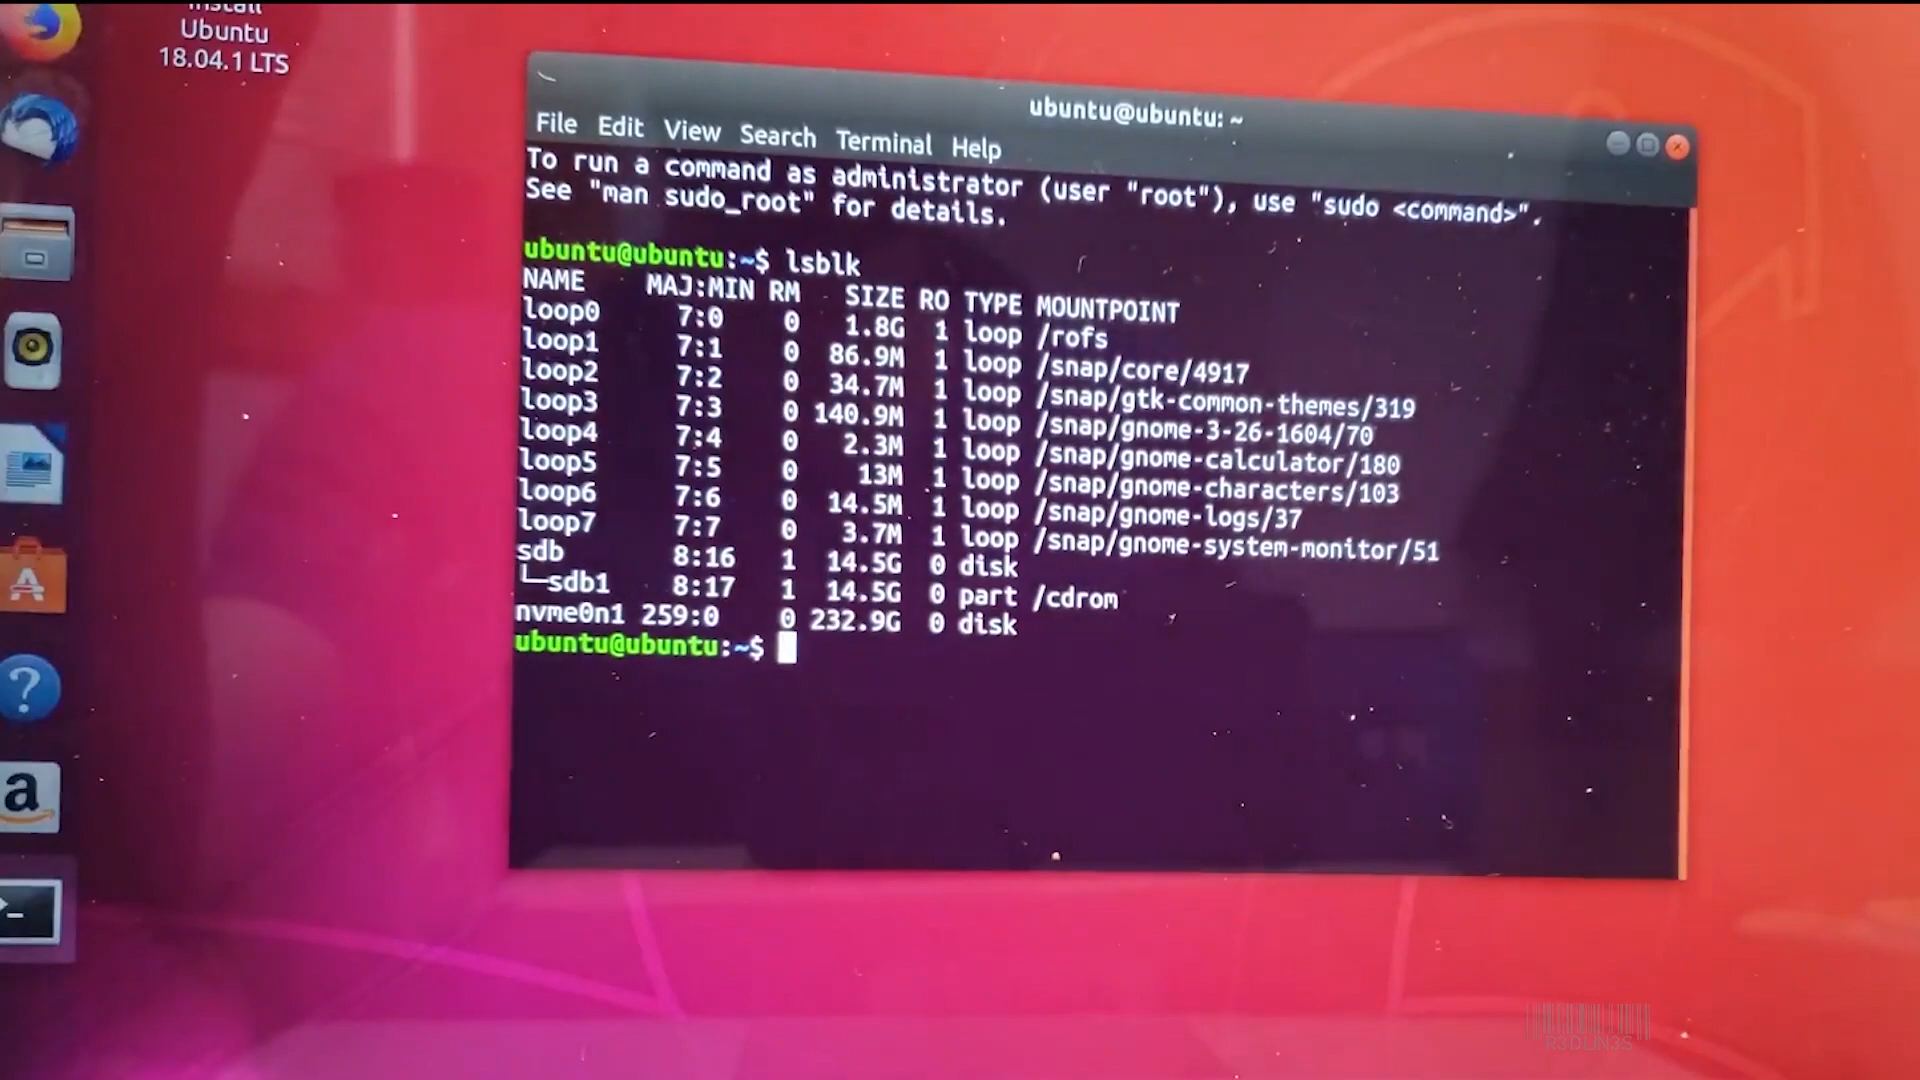 Install
Ubuntu
18.04.1 LTS
ubuntu@ubuntu: ~
File Edit View Search Terminal Help
To run a command as administrator (user "root"), use "sudo <command>".
See "man sudo_root" for details.
ubuntu@ubuntu:~$ lsblk
NAME MAJ:MIN RM SIZE RO TYPE MOUNTPOINT
loop0 7:0 0 1.8G 1 loop /rofs
loop1 7:1 0 86.9M 1 loop /snap/core/4917
loop2 7:2 0 34.7M 1 loop /snap/gtk-common-themes/319
loop3 7:3 0 140.9M 1 loop /snap/gnome-3-26-1604/70
loop4 7:4 0 2.3M 1 loop /snap/gnome-calculator/180
loop5 7:5 0 13M 1 loop /snap/gnome-characters/103
loop6 7:6 0 14.5M 1 loop /snap/gnome-logs/37
loop7 7:7 0 3.7M 1 loop /snap/gnome-system-monitor/51
sdb 8:16 1 14.5G 0 disk
└─sdb1 8:17 1 14.5G 0 part /cdrom
nvme0n1 259:0 0 232.9G 0 disk
ubuntu@ubuntu:~$
R3DLIN3S